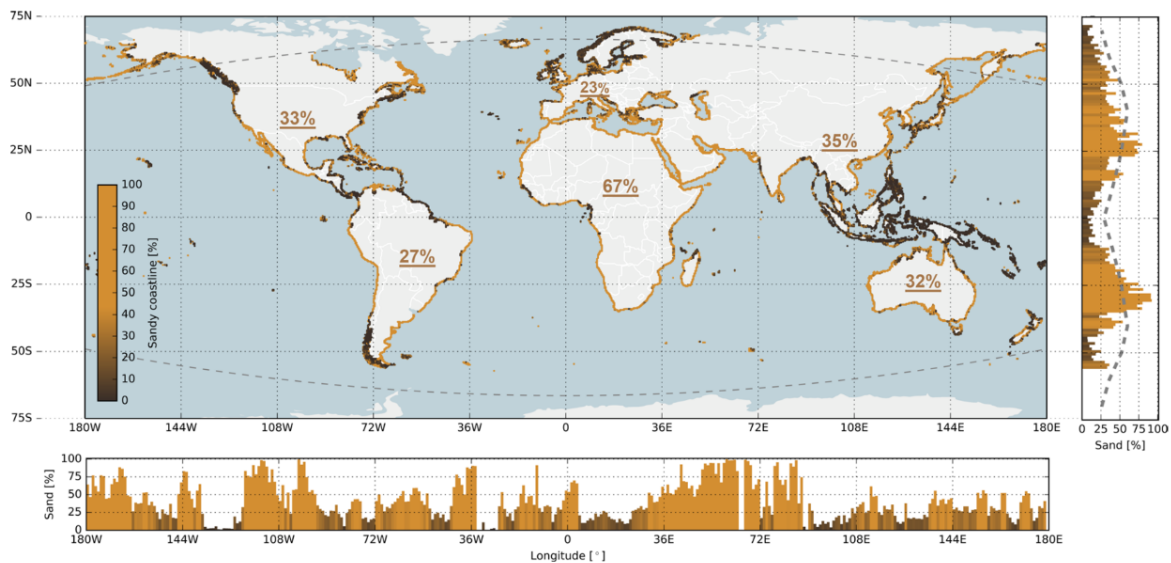 75N
50N
25N
0
25S
50S
75S
33%
23%
35%
67%
27%
32%
100
90
80
70
60
50
40
30
20
10
0
Sandy coastline [%]
180W 144W 108W 72W 36W 0 36E 72E 108E 144E 180E
0 25 50 75 100
Sand [%]
100
75
50
25
0
Sand [%]
180W 144W 108W 72W 36W 0 36E 72E 108E 144E 180E
Longitude [°]